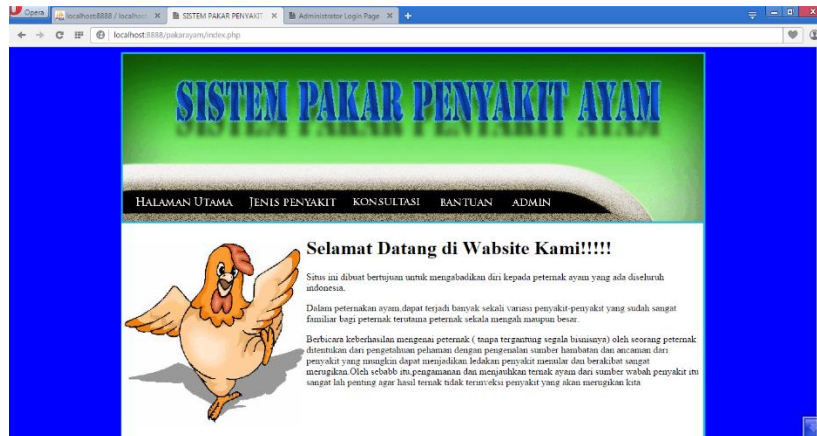 Opera
localhost:8888 / localhost
SISTEM PAKAR PENYAKIT
Administrator Login Page
localhost:8888/pakarayam/index.php
SISTEM PAKAR PENYAKIT AYAM
HALAMAN UTAMA JENIS PENYAKIT KONSULTASI BANTUAN ADMIN
Selamat Datang di Wabsite Kami!!!!!
Situs ini dibuat bertujuan untuk mengabadikan diri kepada peternak ayam yang ada diseluruh
indonesia.
Dalam peternakan ayam,dapat terjadi banyak sekali variasi penyakit-penyakit yang sudah sangat
familiar bagi peternak terutama peternak sekala mengah maupun besar.
Berbicara keberhasilan mengenai peternak ( tanpa tergantung segala bisnisnya) oleh seorang peternak
ditentukan dari pengetahuan pehaman dengan pengenalan sumber hambatan dan ancaman dari
penyakit yang mungkin dapat menjadikan ledakan penyakit menular dan berakibat sangat
merugikan.Oleh sebabb itu,pengamanan dan menjauhkan ternak ayam dari sumber wabah penyakit itu
sangat lah penting agar hasil ternak tidak terinveksi penyakit yang akan merugikan kita